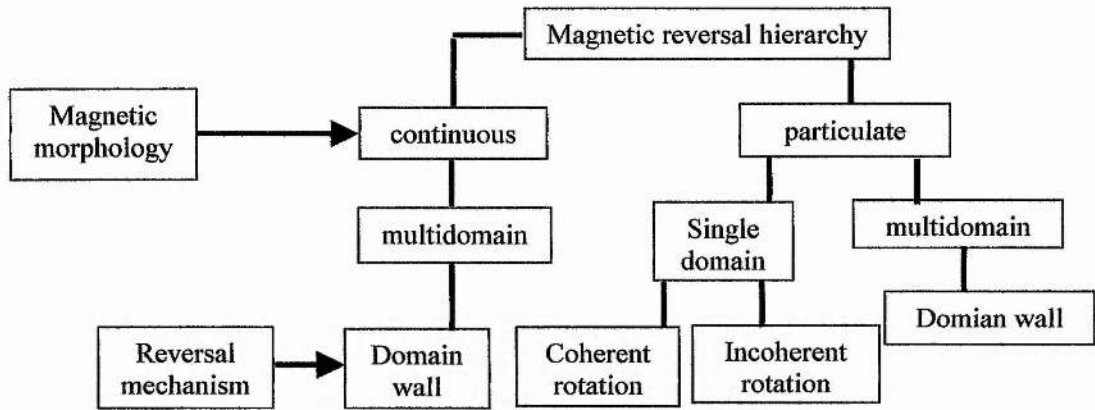 Magnetic reversal hierarchy
Magnetic
morphology
continuous
particulate
multidomain
Single
domain
multidomain
Reversal
mechanism
Domain
wall
Coherent
rotation
Incoherent
rotation
Domian wall